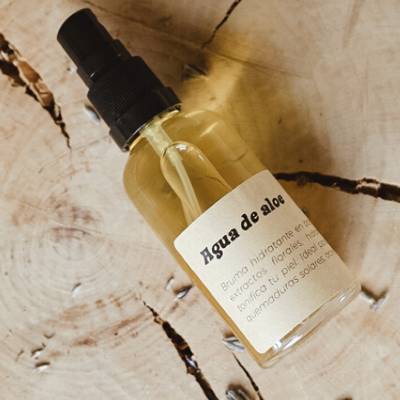 Agua de aloe
Bruma hidratante en
extractos florales,
tonifica tu piel. Ideal
quemaduras solares